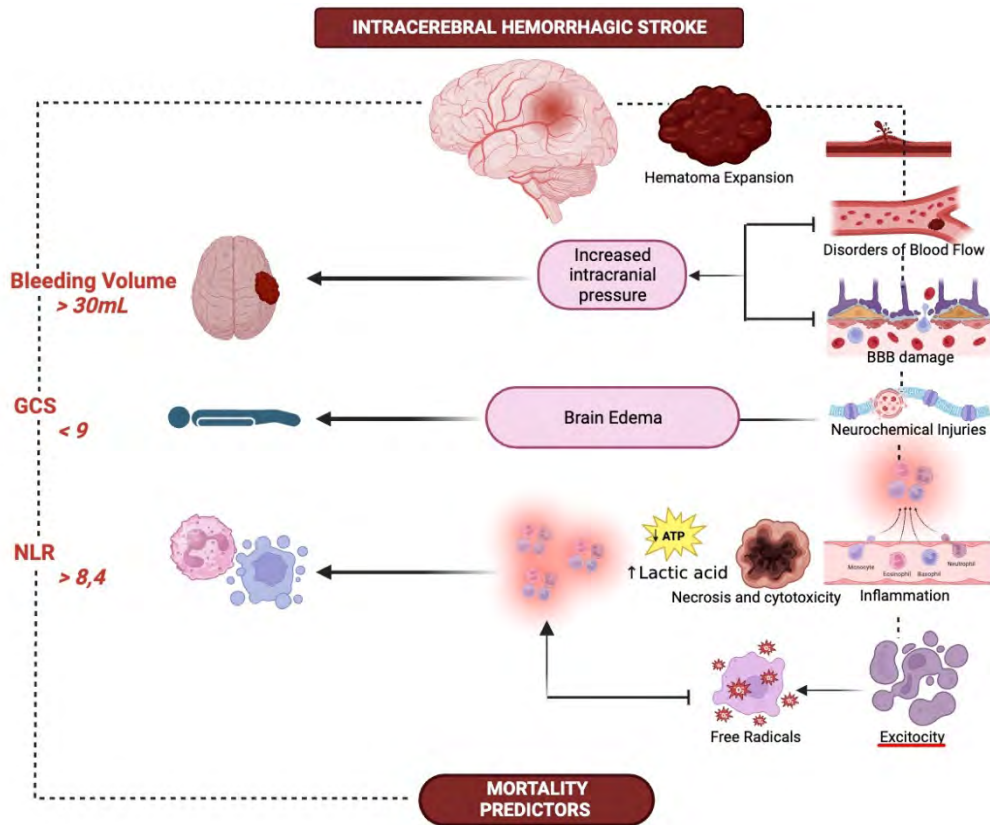 INTRACEREBRAL HEMORRHAGIC STROKE
Hematoma Expansion
Disorders of Blood Flow
Increased
intracranial
pressure
Bleeding Volume
> 30mL
BBB damage
GCS
< 9
Brain Edema
Neurochemical Injuries
NLR
> 8,4
↓ ATP
↑Lactic acid
Necrosis and cytotoxicity
Monocyte
Eosinophil
Basophil
Neutrophil
Inflammation
O₂
Free Radicals
Excitocity
MORTALITY
PREDICTORS